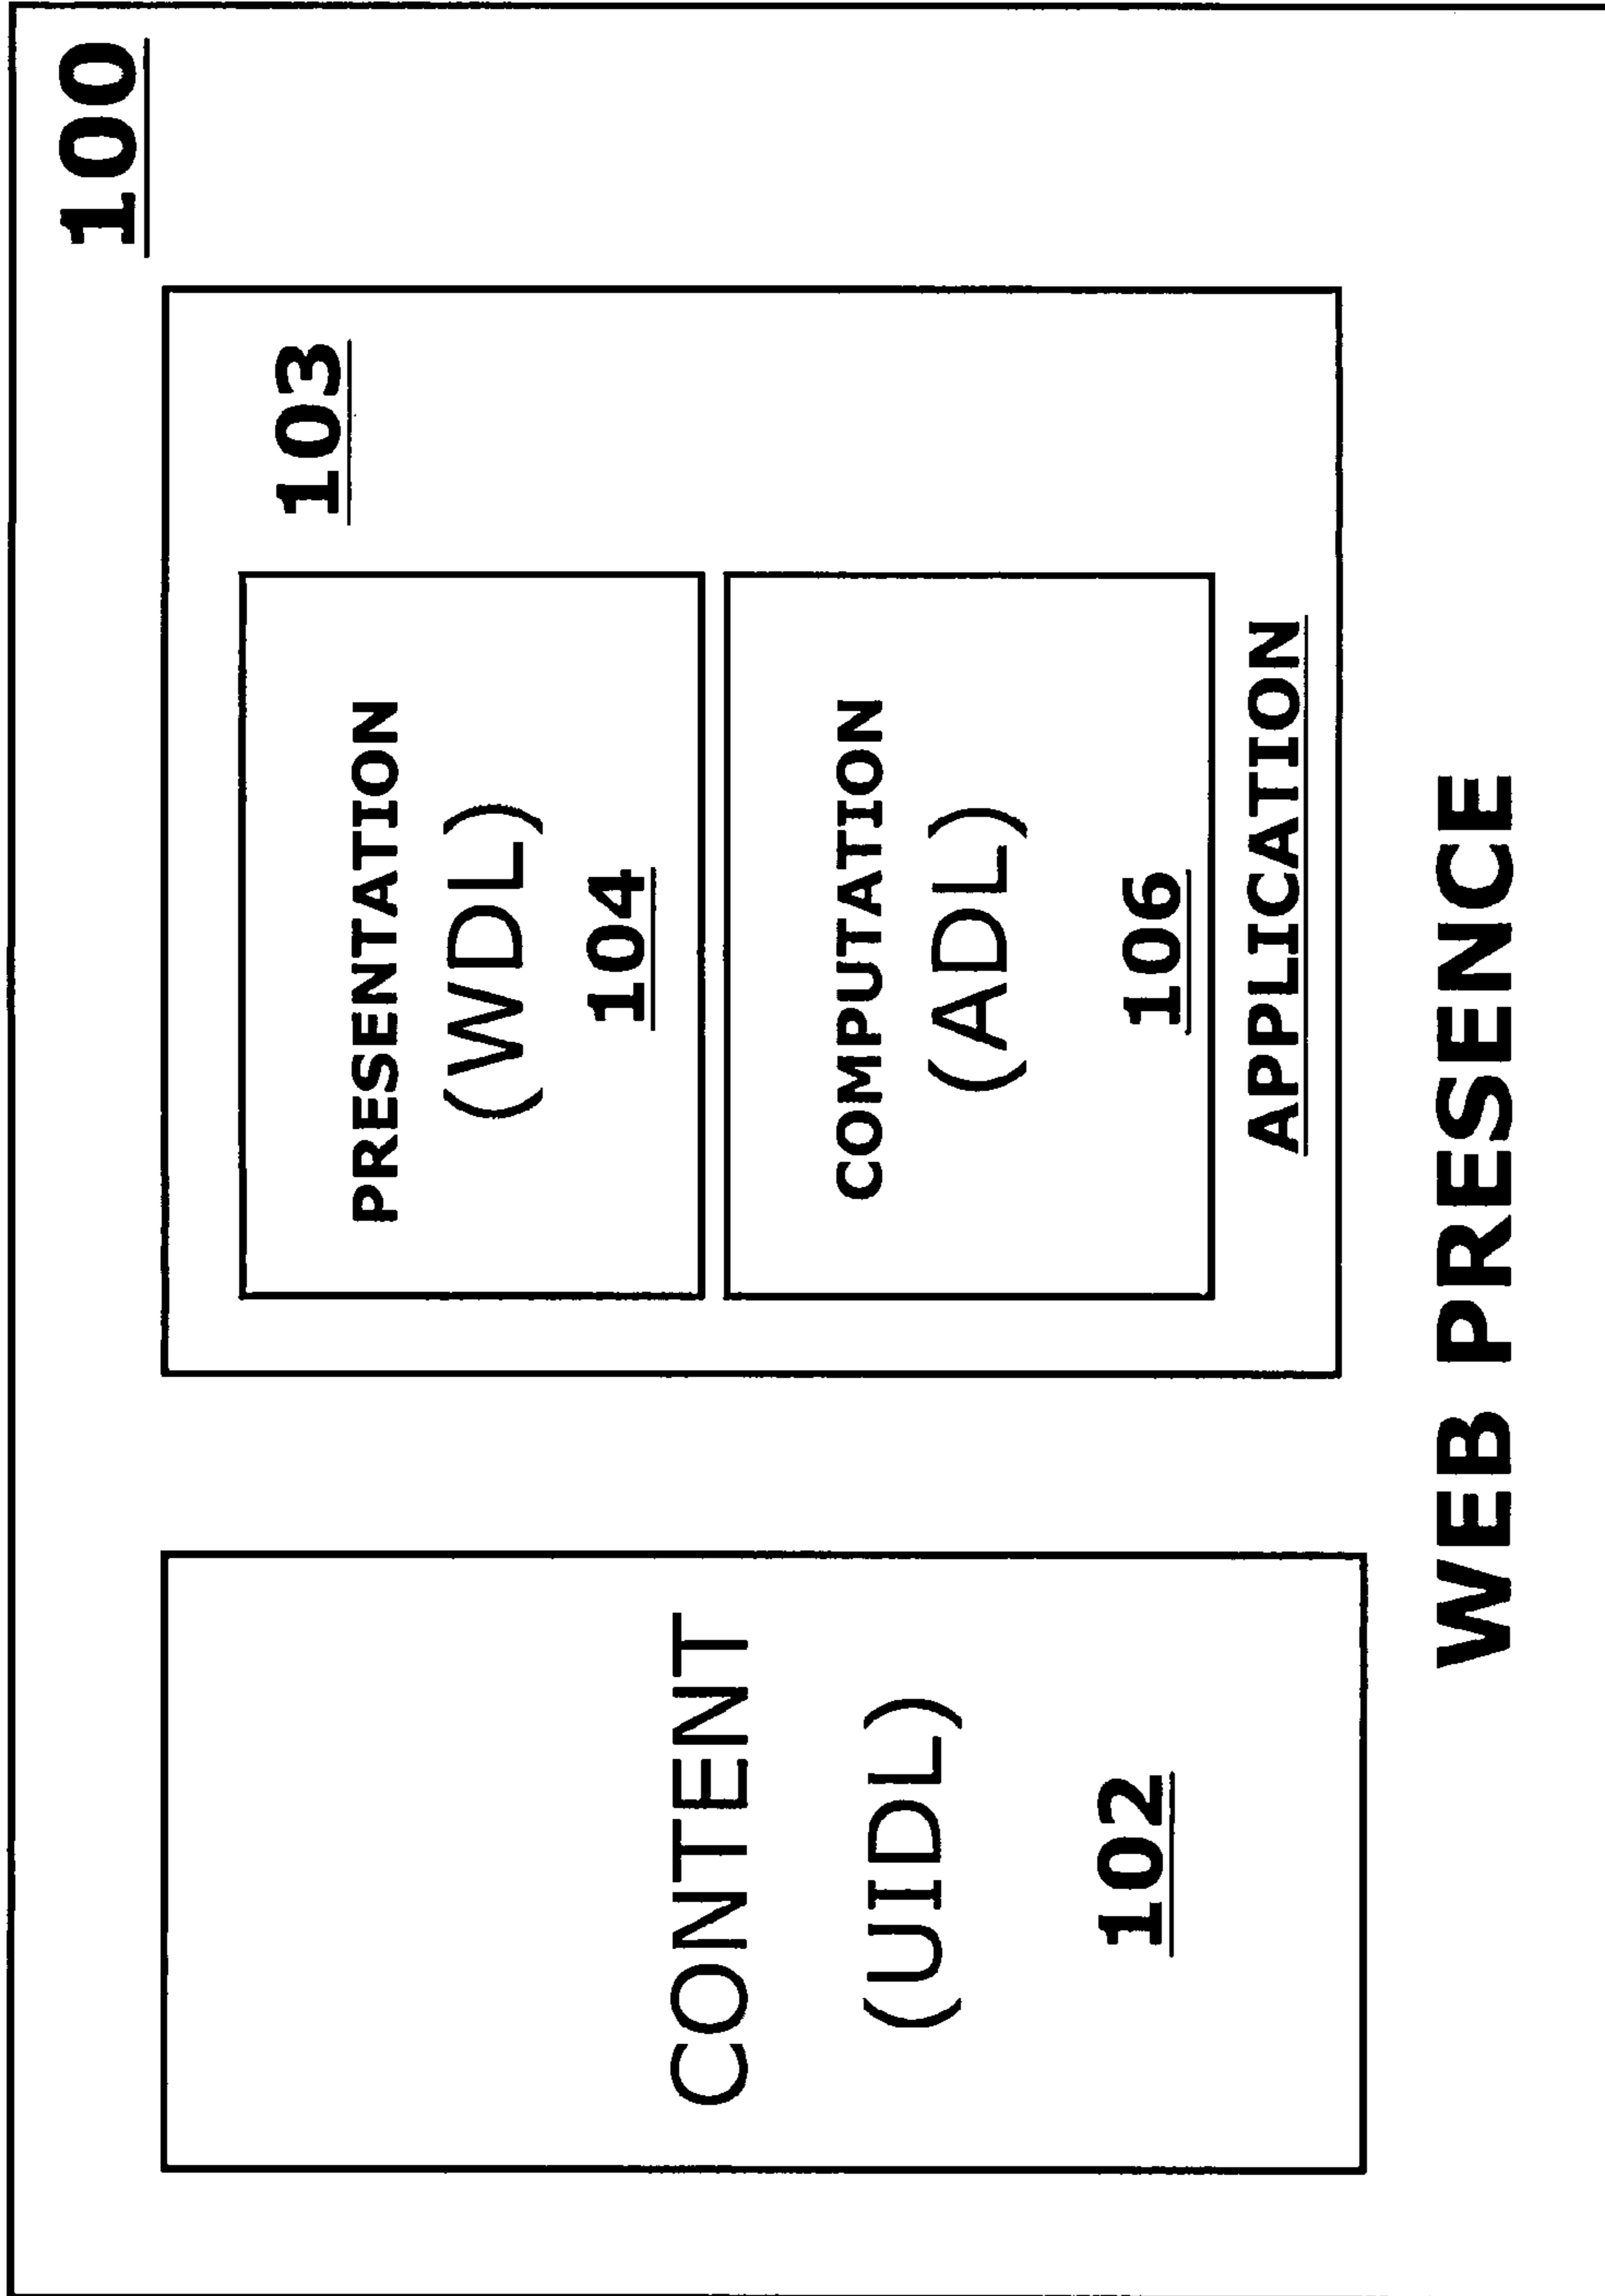 100
CONTENT
(UIDL)
102
103
PRESENTATION
(WDL)
104
COMPUTATION
(ADL)
106
APPLICATION
WEB PRESENCE